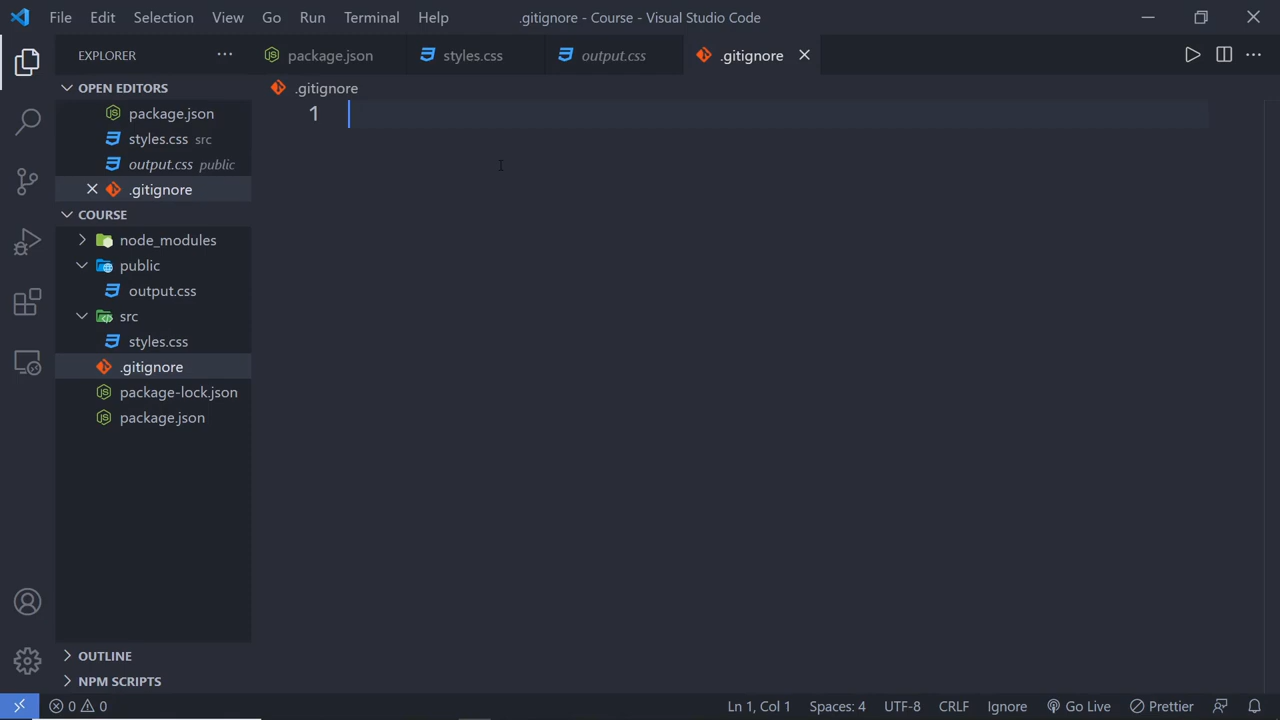 File Edit Selection View Go Run Terminal Help .gitignore - Course - Visual Studio Code
EXPLORER
package.json styles.css output.css .gitignore
OPEN EDITORS
.gitignore
1
package.json
styles.css src
output.css public
.gitignore
COURSE
node_modules
public
output.css
src
styles.css
.gitignore
package-lock.json
package.json
OUTLINE
NPM SCRIPTS
0 0 Ln 1, Col 1 Spaces: 4 UTF-8 CRLF Ignore Go Live Prettier